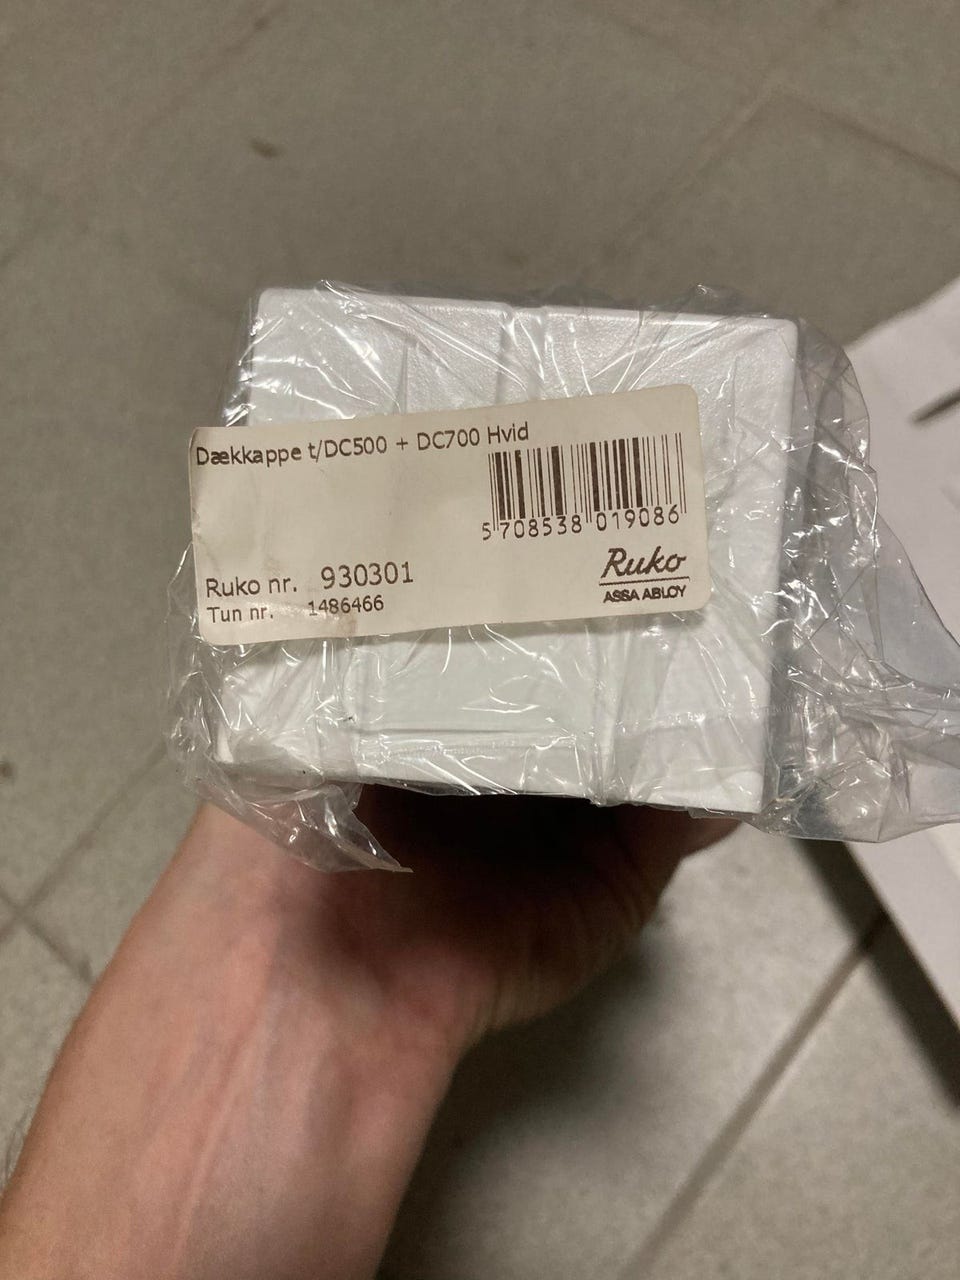 Dækkappe t/DC500 + DC700 Hvid
5 708538 019086
Ruko nr. 930301
Tun nr. 1486466
Ruko
ASSA ABLOY